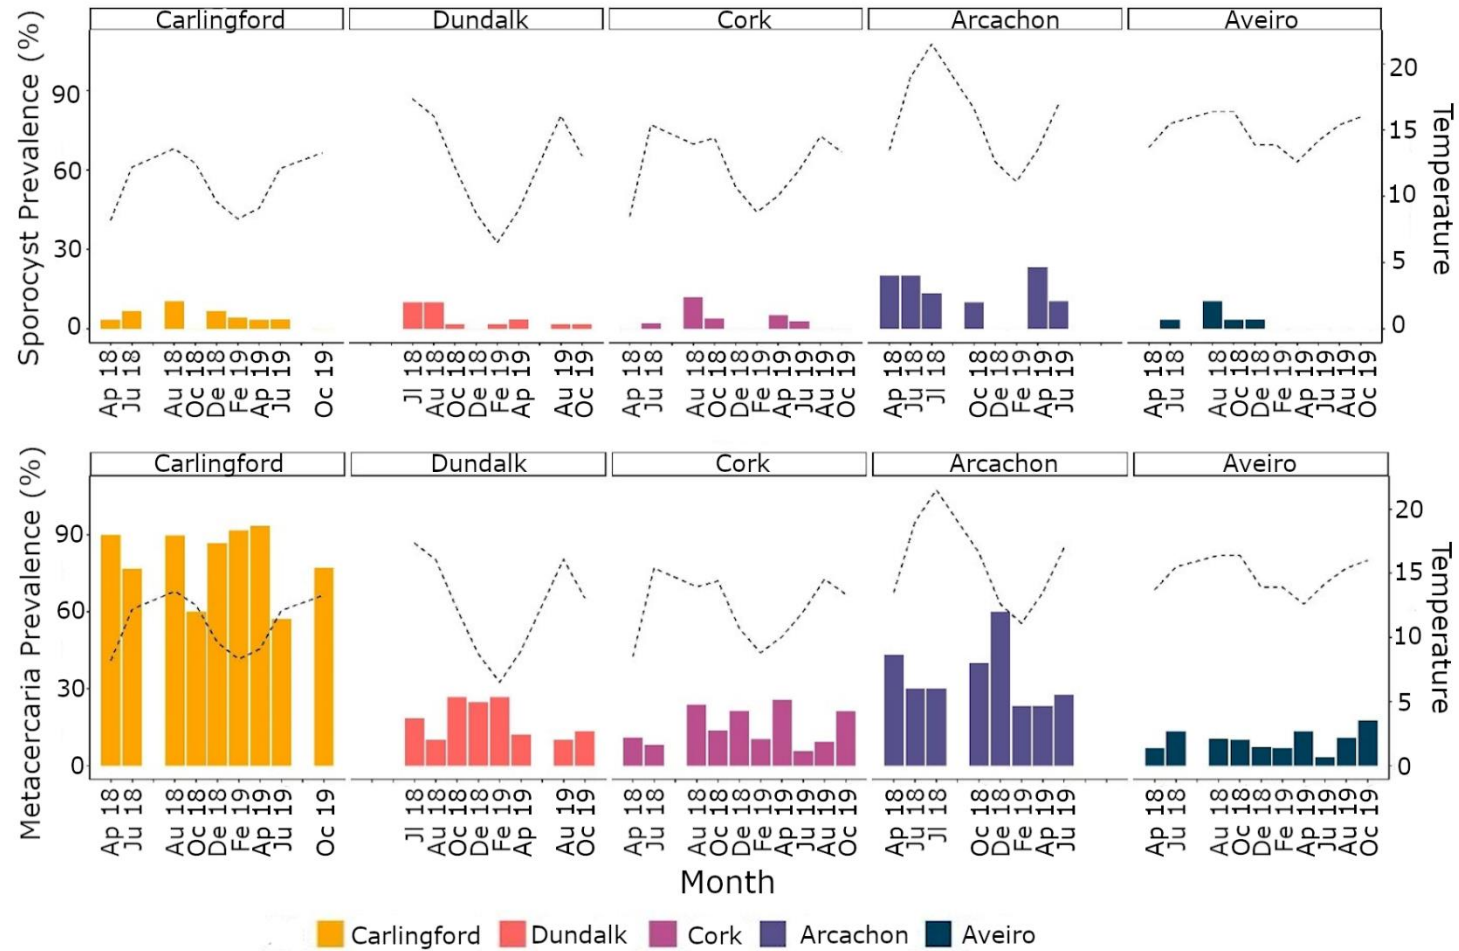 Carlingford Dundalk Cork Arcachon Aveiro
Sporocyst Prevalence (%)
90
60
30
0
20
15
10
5
0
Temperature
Ap 18 Ju 18 Au 18 Oc 18 De 18 Fe 19 Ap 19 Ju 19 Oc 19
Jl 18 Au 18 Oc 18 De 18 Fe 19 Ap 19 Au 19 Oc 19
Ap 18 Ju 18 Au 18 Oc 18 De 18 Fe 19 Ap 19 Ju 19 Au 19 Oc 19
Ap 18 Ju 18 Jl 18 Oc 18 De 18 Fe 19 Ap 19 Ju 19
Ap 18 Ju 18 Au 18 Oc 18 De 18 Fe 19 Ap 19 Ju 19 Au 19 Oc 19
Carlingford Dundalk Cork Arcachon Aveiro
Metacercaria Prevalence (%)
90
60
30
0
20
15
10
5
0
Temperature
Ap 18 Ju 18 Au 18 Oc 18 De 18 Fe 19 Ap 19 Ju 19 Oc 19
Jl 18 Au 18 Oc 18 De 18 Fe 19 Ap 19 Au 19 Oc 19
Ap 18 Ju 18 Au 18 Oc 18 De 18 Fe 19 Ap 19 Ju 19 Au 19 Oc 19
Ap 18 Ju 18 Jl 18 Oc 18 De 18 Fe 19 Ap 19 Ju 19
Ap 18 Ju 18 Au 18 Oc 18 De 18 Fe 19 Ap 19 Ju 19 Au 19 Oc 19
Month
Carlingford Dundalk Cork Arcachon Aveiro